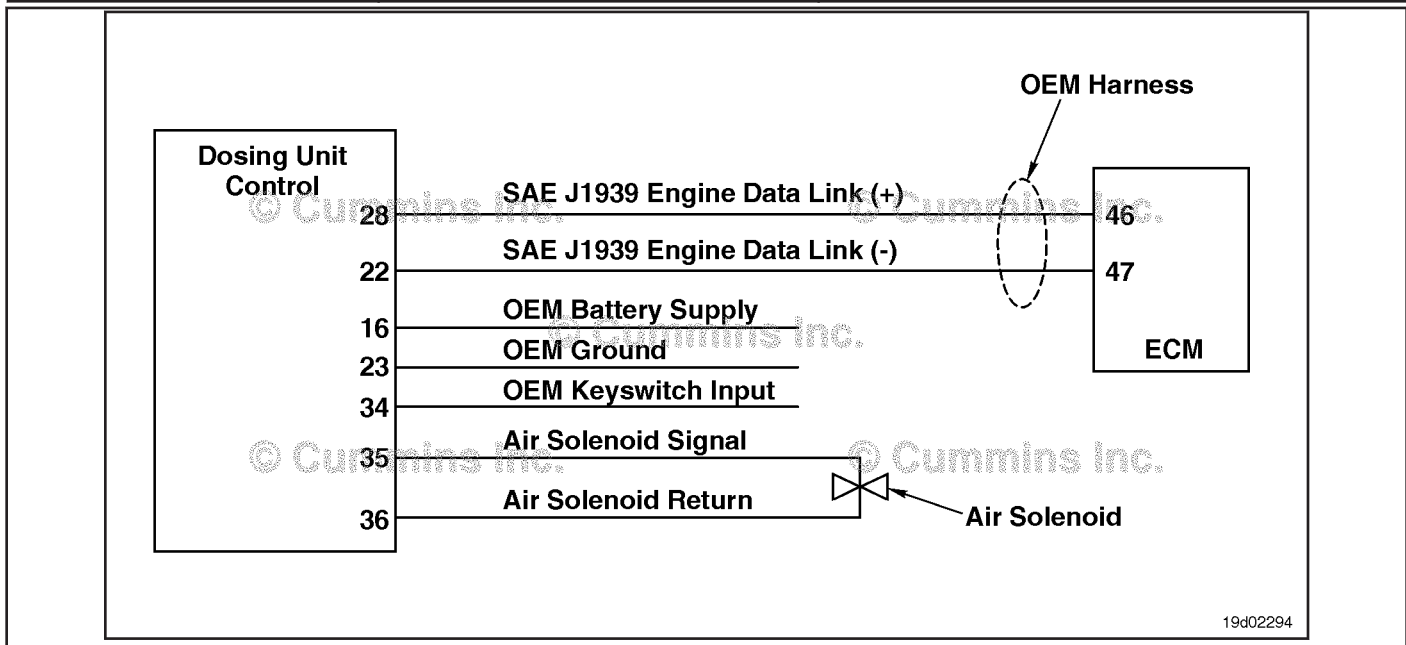 OEM Harness
Dosing Unit
Control
© Cummins Inc.
© Cummins Inc.
28 SAE J1939 Engine Data Link (+) 46
22 SAE J1939 Engine Data Link (-) 47
16 OEM Battery Supply
© Cummins Inc.
23 OEM Ground
ECM
34 OEM Keyswitch Input
35 Air Solenoid Signal
© Cummins Inc.
© Cummins Inc.
36 Air Solenoid Return
Air Solenoid
19d02294